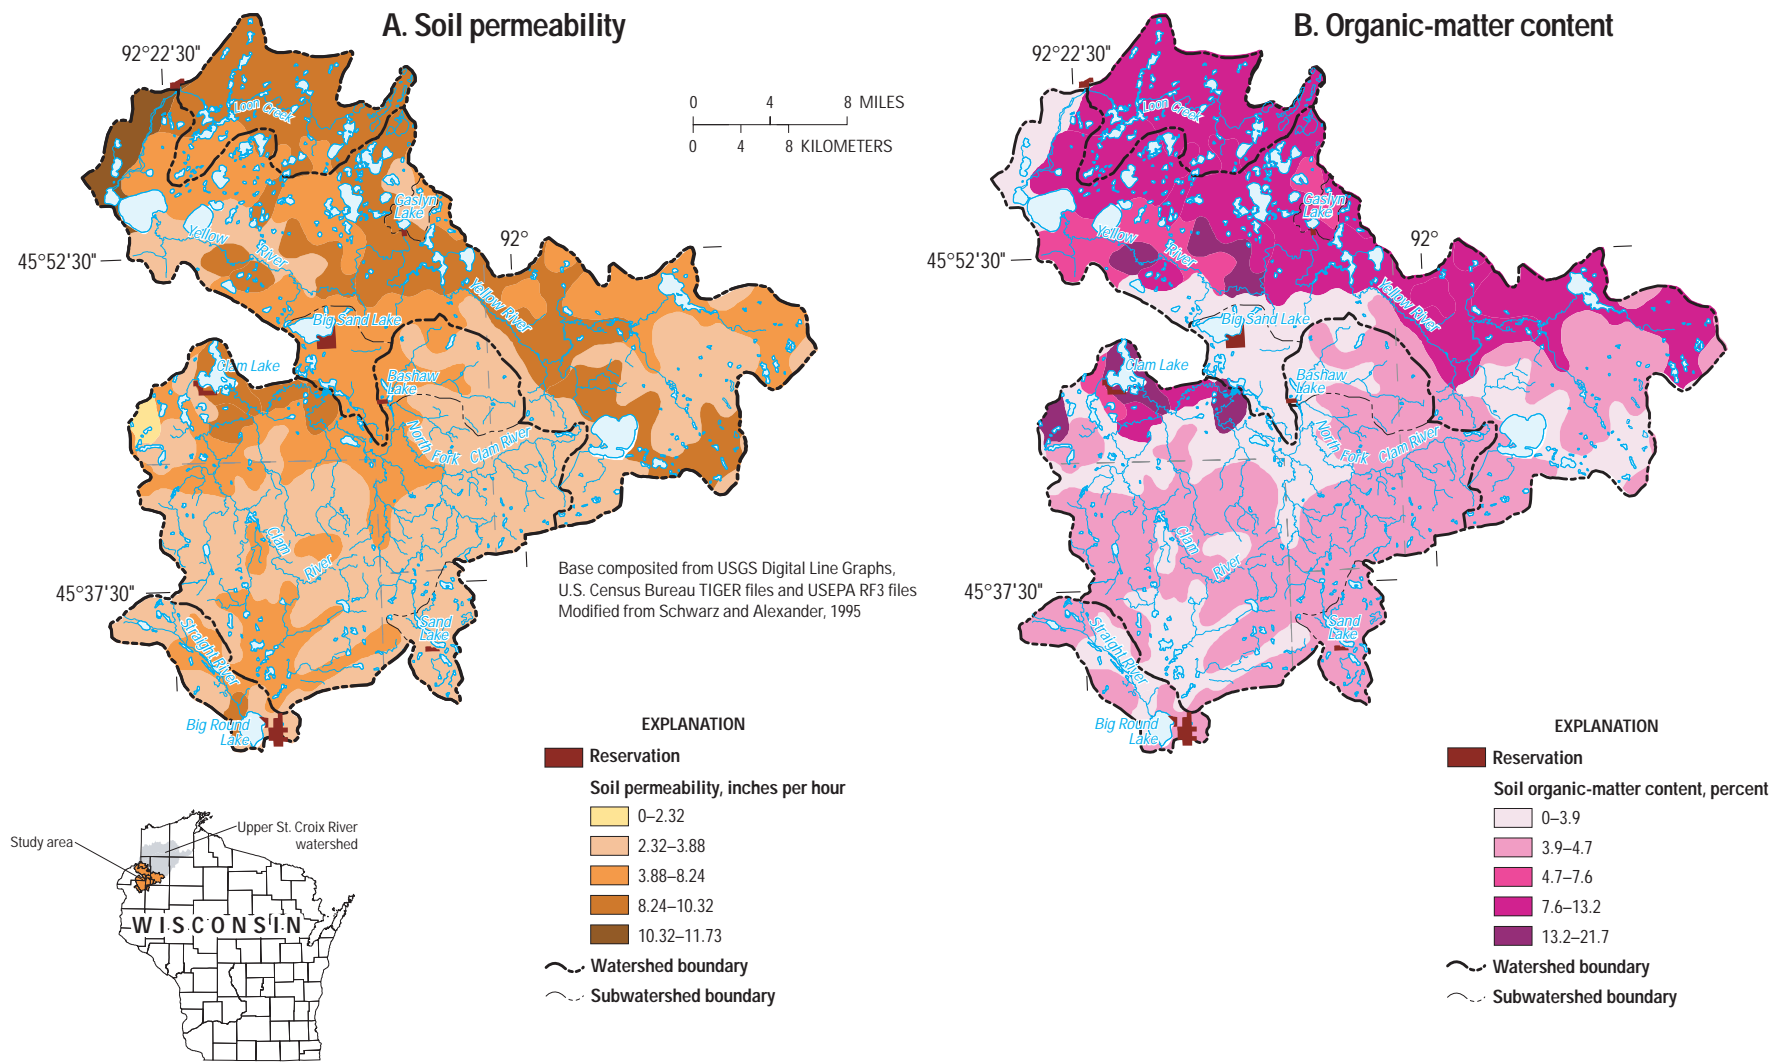 A. Soil permeability
92°22'30"
Loon Creek
0 4 8 MILES
0 4 8 KILOMETERS
Gaslyn
Lake
Yellow
River
92°
45°52'30"
Yellow River
Big Sand Lake
Clam Lake
Bashaw
Lake
North Fork
Clam River
Clam
River
45°37'30"
Straight River
Sand
Lake
Big Round
Lake
Base composited from USGS Digital Line Graphs,
U.S. Census Bureau TIGER files and USEPA RF3 files
Modified from Schwarz and Alexander, 1995
EXPLANATION
Reservation
Soil permeability, inches per hour
0–2.32
2.32–3.88
3.88–8.24
8.24–10.32
10.32–11.73
Watershed boundary
Subwatershed boundary
Study area
Upper St. Croix River
watershed
WISCONSIN
B. Organic-matter content
92°22'30"
Loon Creek
Gaslyn
Lake
Yellow
River
92°
45°52'30"
Yellow River
Big Sand Lake
Clam Lake
Bashaw
Lake
North Fork
Clam River
Clam
River
45°37'30"
Straight River
Sand
Lake
Big Round
Lake
EXPLANATION
Reservation
Soil organic-matter content, percent
0–3.9
3.9–4.7
4.7–7.6
7.6–13.2
13.2–21.7
Watershed boundary
Subwatershed boundary